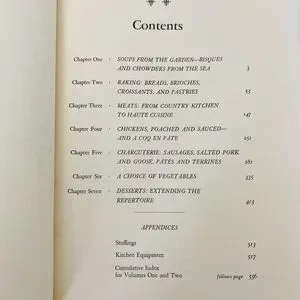 Contents
Chapter One SOUPS FROM THE GARDEN—BISQUES
AND CHOWDERS FROM THE SEA 3
Chapter Two BAKING: BREADS, BRIOCHES,
CROISSANTS, AND PASTRIES 51
Chapter Three MEATS: FROM COUNTRY KITCHEN
TO HAUTE CUISINE 147
Chapter Four CHICKENS, POACHED AND SAUCED—
AND A COQ EN PATE 251
Chapter Five CHARCUTERIE: SAUSAGES, SALTED PORK
AND GOOSE, PÂTÉS AND TERRINES 281
Chapter Six A CHOICE OF VEGETABLES 335
Chapter Seven DESSERTS: EXTENDING THE
REPERTOIRE 415
APPENDICES
Stuffings 513
Kitchen Equipment 517
Cumulative Index
for Volumes One and Two follows page 556